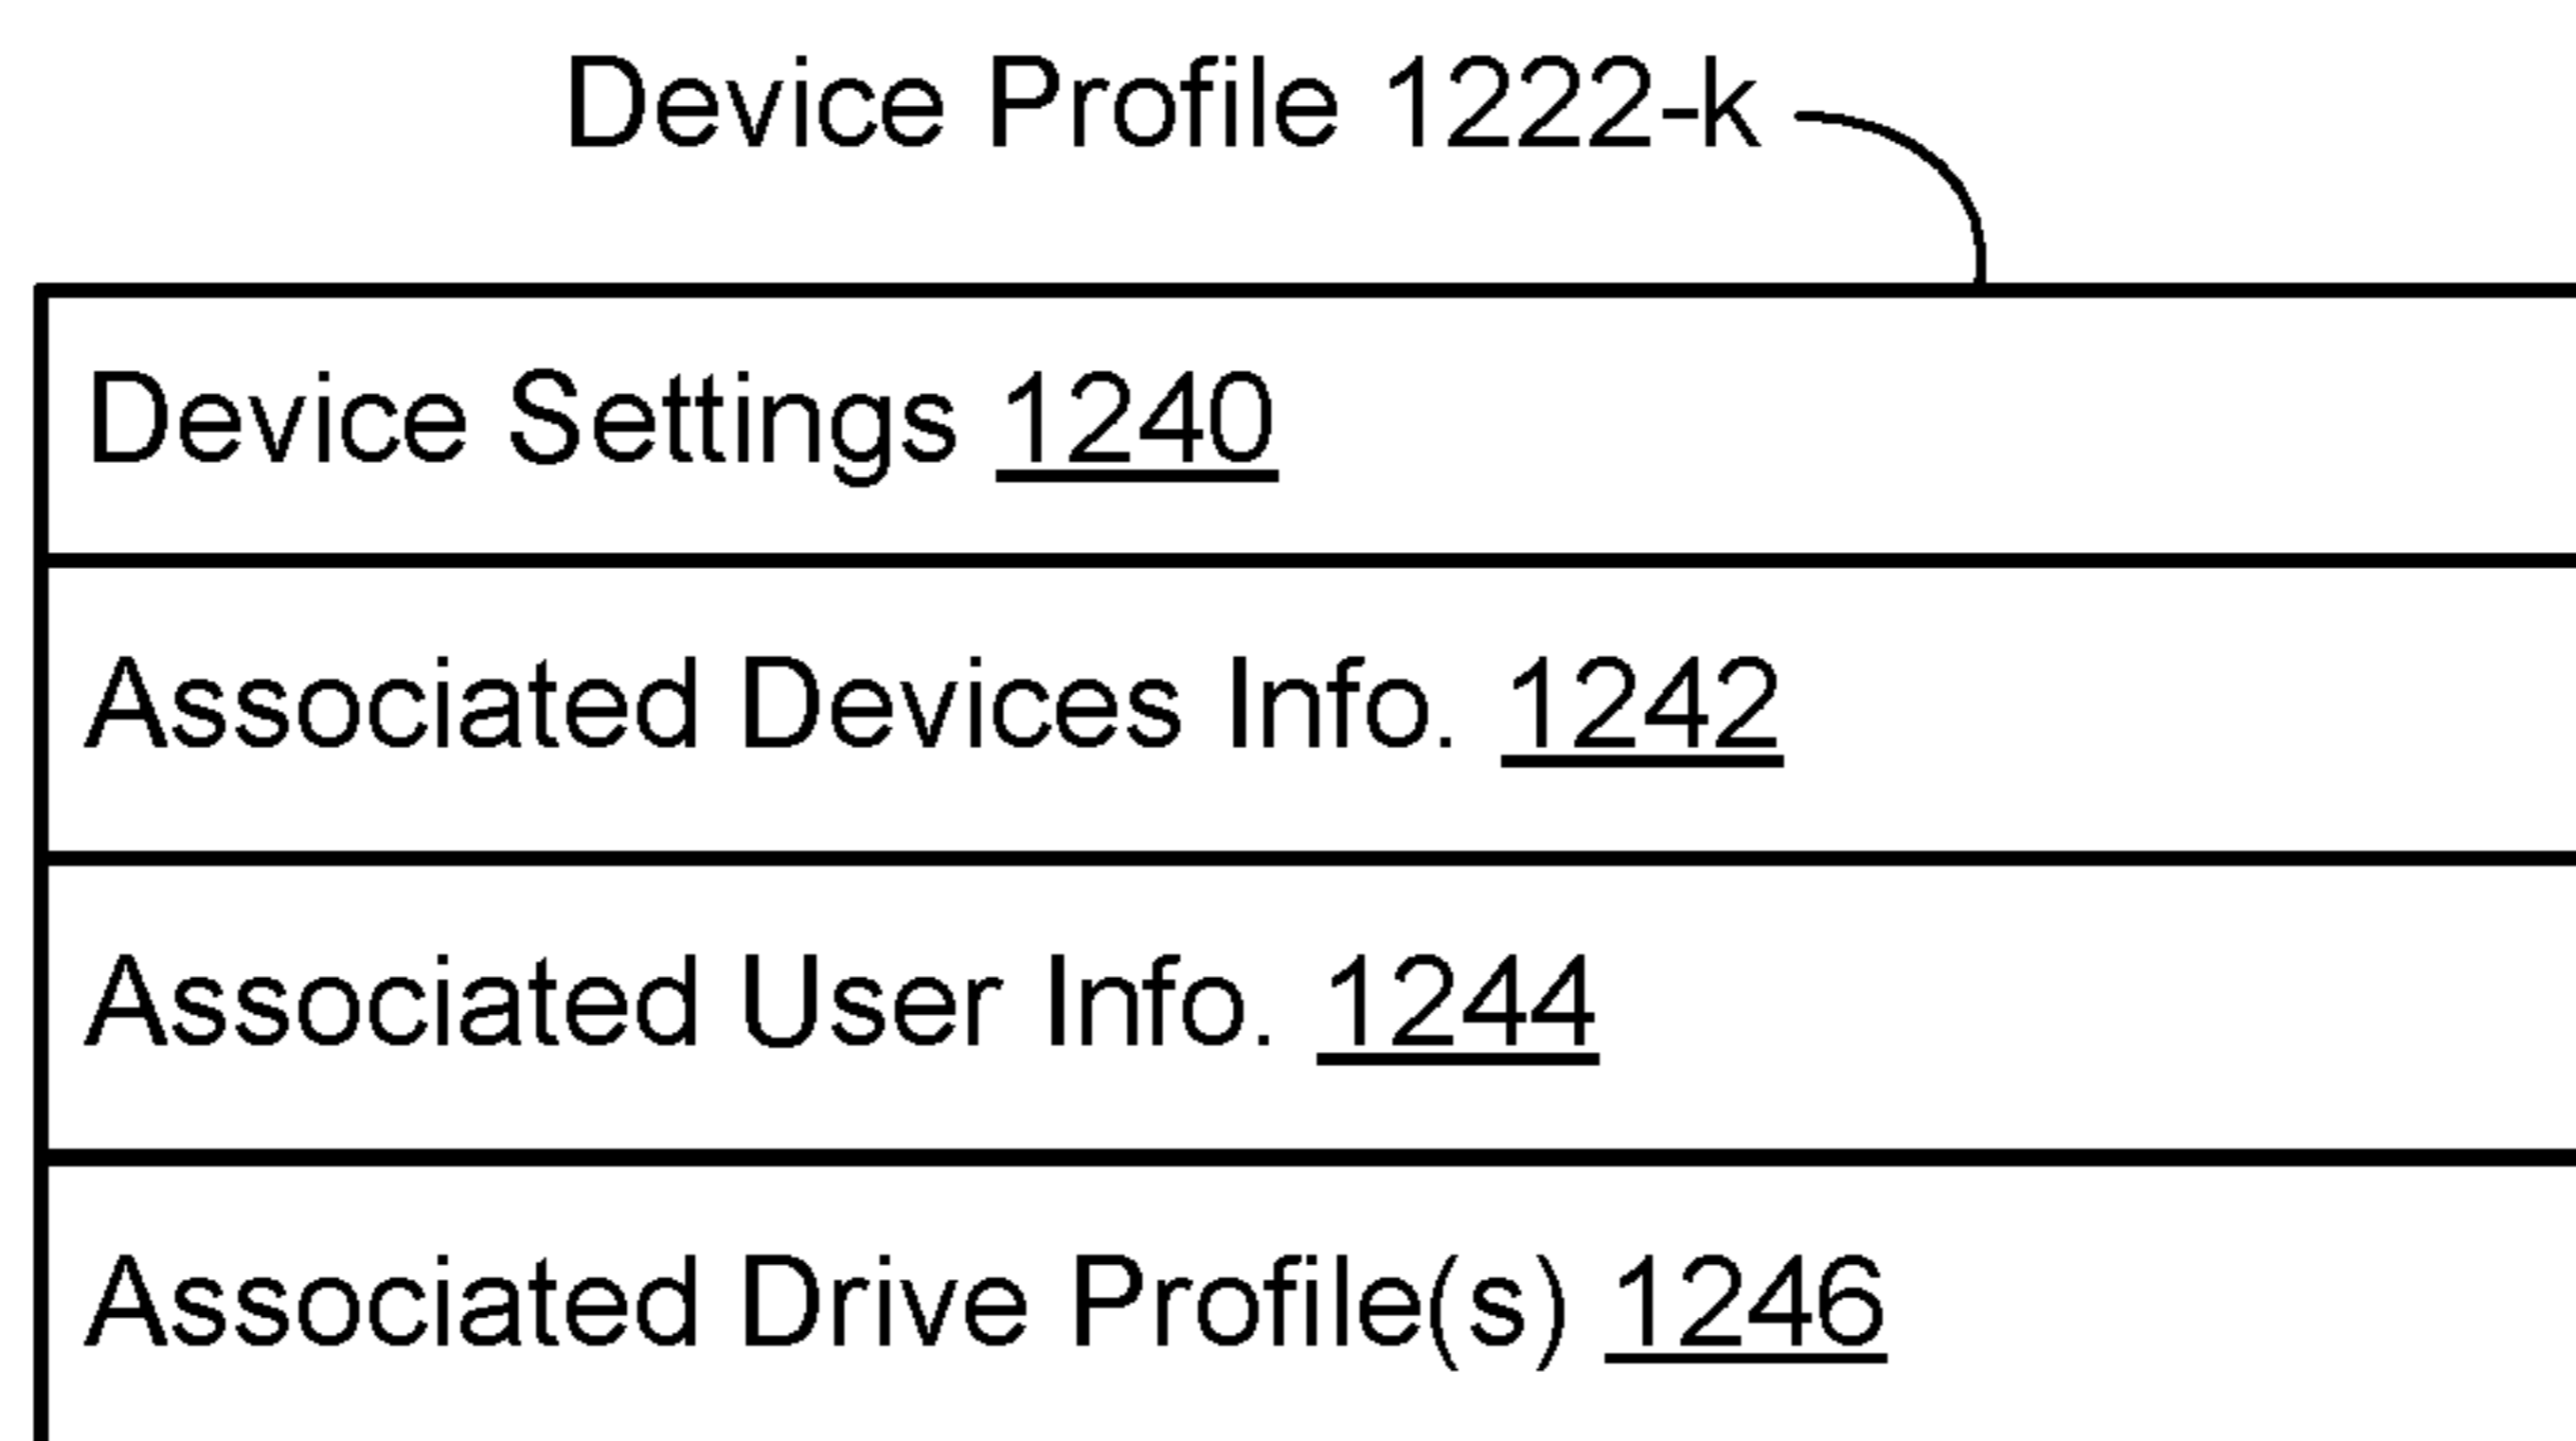 Device Profile 1222-k
Device Settings 1240
Associated Devices Info. 1242
Associated User Info. 1244
Associated Drive Profile(s) 1246